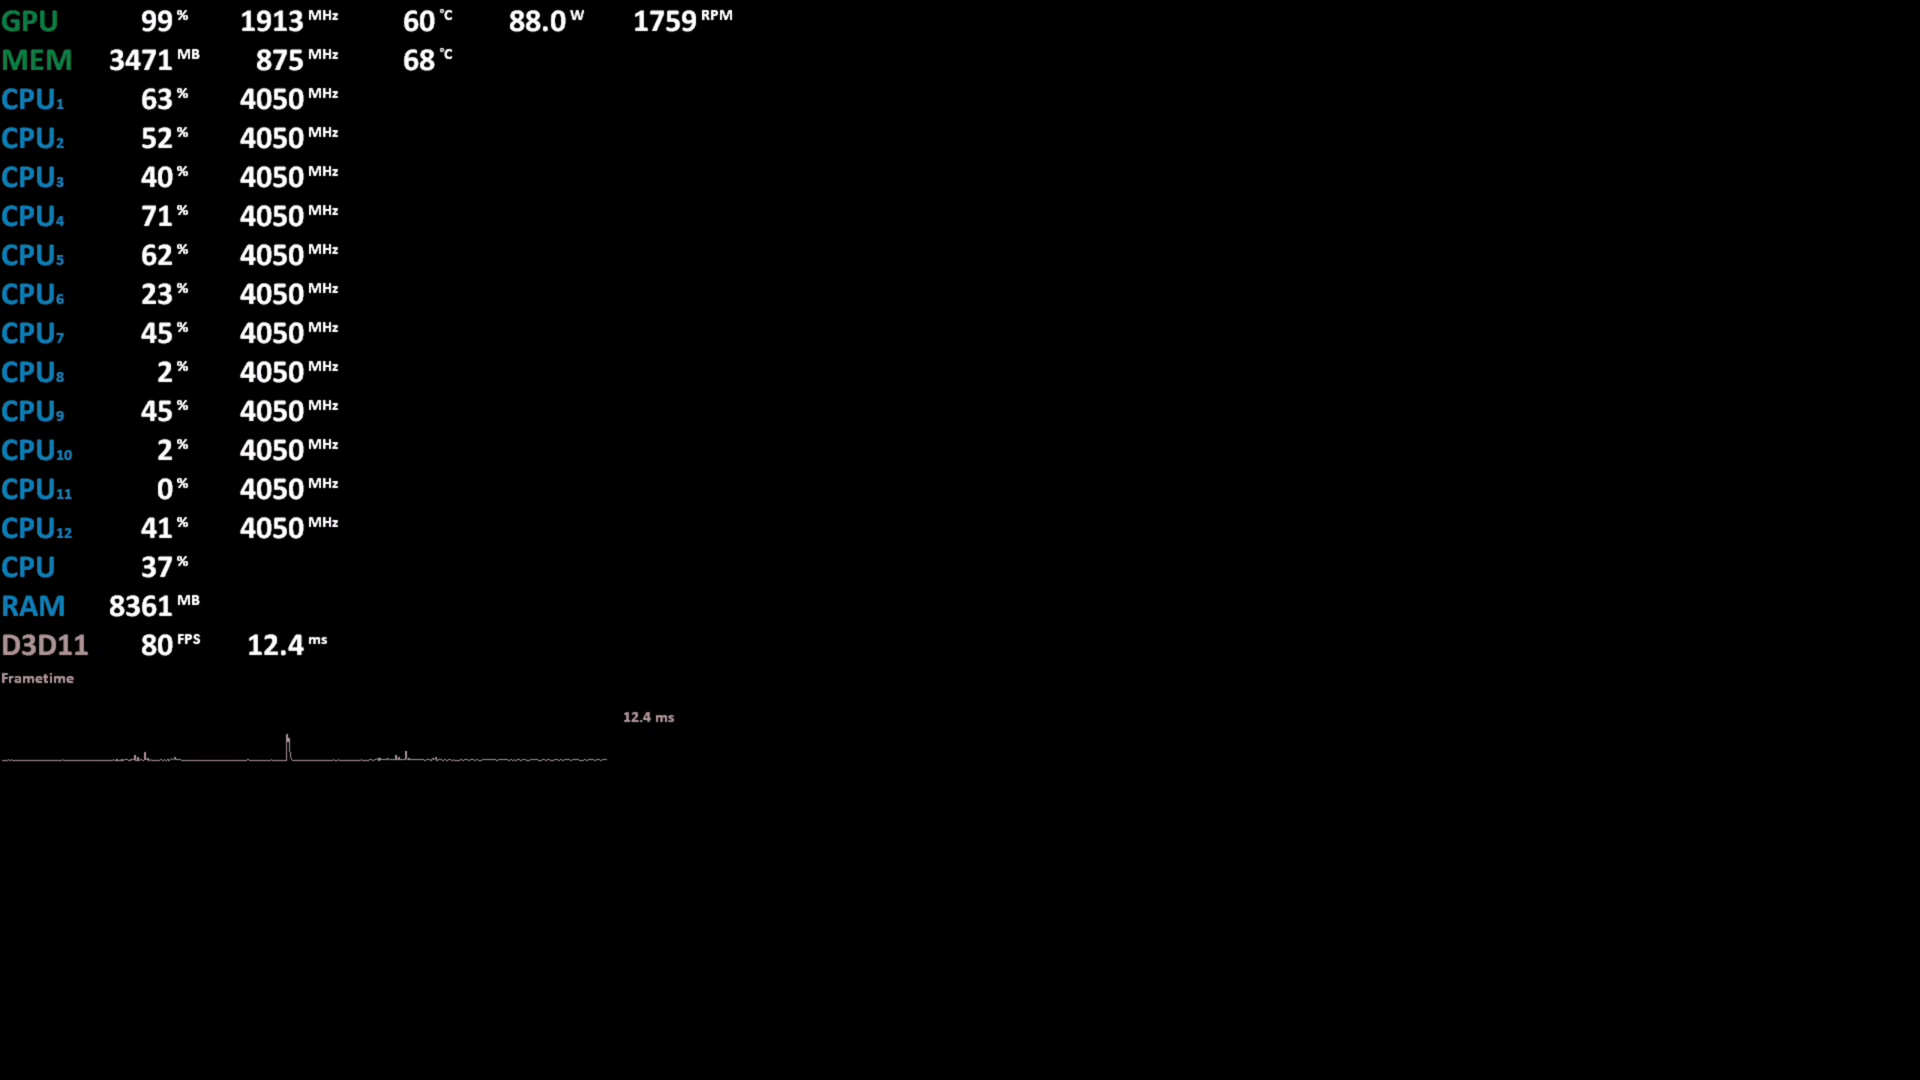 GPU 99 % 1913 MHz 60 °C 88.0 W 1759 RPM
MEM 3471 MB 875 MHz 68 °C
CPU1 63 % 4050 MHz
CPU2 52 % 4050 MHz
CPU3 40 % 4050 MHz
CPU4 71 % 4050 MHz
CPU5 62 % 4050 MHz
CPU6 23 % 4050 MHz
CPU7 45 % 4050 MHz
CPU8 2 % 4050 MHz
CPU9 45 % 4050 MHz
CPU10 2 % 4050 MHz
CPU11 0 % 4050 MHz
CPU12 41 % 4050 MHz
CPU 37 %
RAM 8361 MB
D3D11 80 FPS 12.4 ms
Frametime
12.4 ms